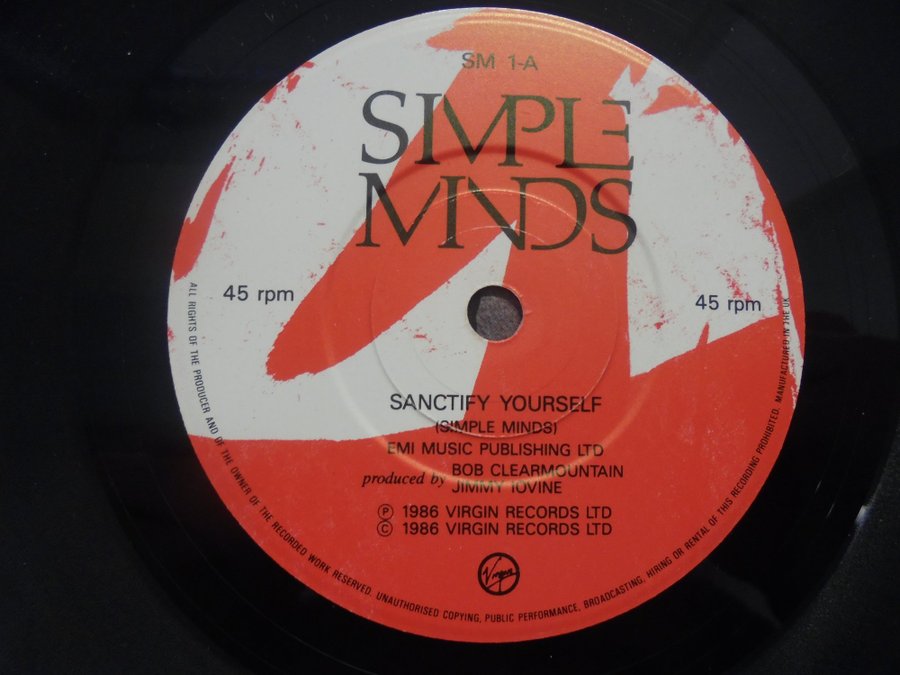 SM 1-A
SIMPLE
MINDS
45 rpm
45 rpm
SANCTIFY YOURSELF
(SIMPLE MINDS)
EMI MUSIC PUBLISHING LTD
produced by BOB CLEARMOUNTAIN
JIMMY IOVINE
Ⓟ 1986 VIRGIN RECORDS LTD
© 1986 VIRGIN RECORDS LTD
Virgin
ALL RIGHTS OF THE PRODUCER AND OF THE OWNER OF THE RECORDED WORK RESERVED. UNAUTHORISED COPYING, PUBLIC PERFORMANCE, BROADCASTING, HIRING OR RENTAL OF THIS RECORDING PROHIBITED. MANUFACTURED IN THE UK